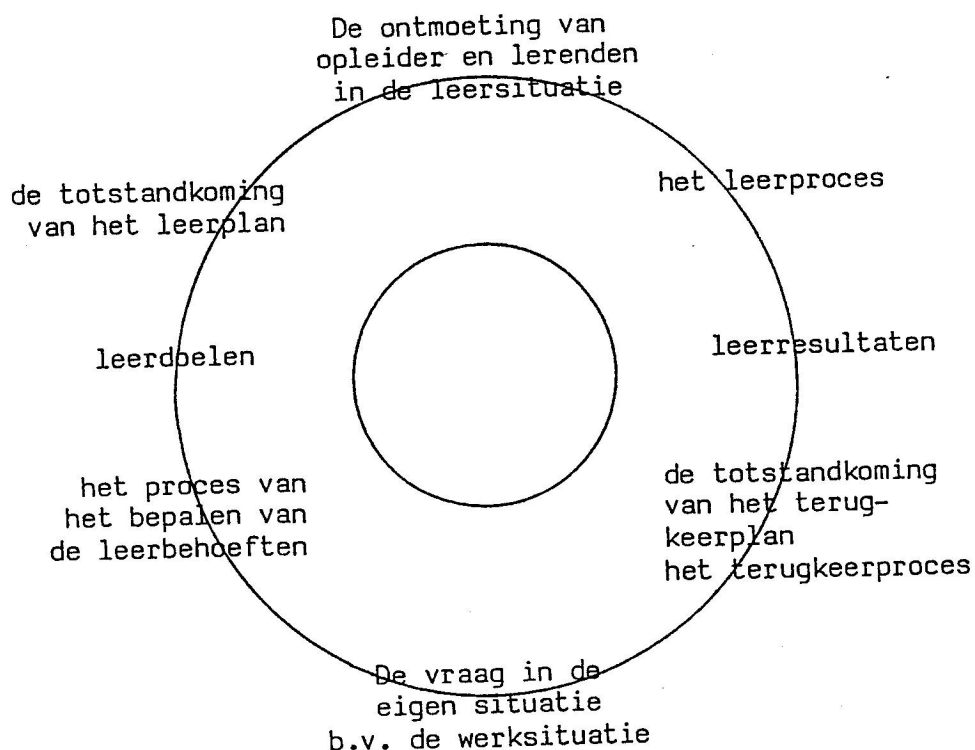 De ontmoeting van
opleider en lerenden
in de leersituatie
de totstandkoming
van het leerplan
het leerproces
leerdoelen
leerresultaten
het proces van
het bepalen van
de leerbehoeften
de totstandkoming
van het terug-
keerplan
het terugkeerproces
De vraag in de
eigen situatie
b.v. de werksituatie